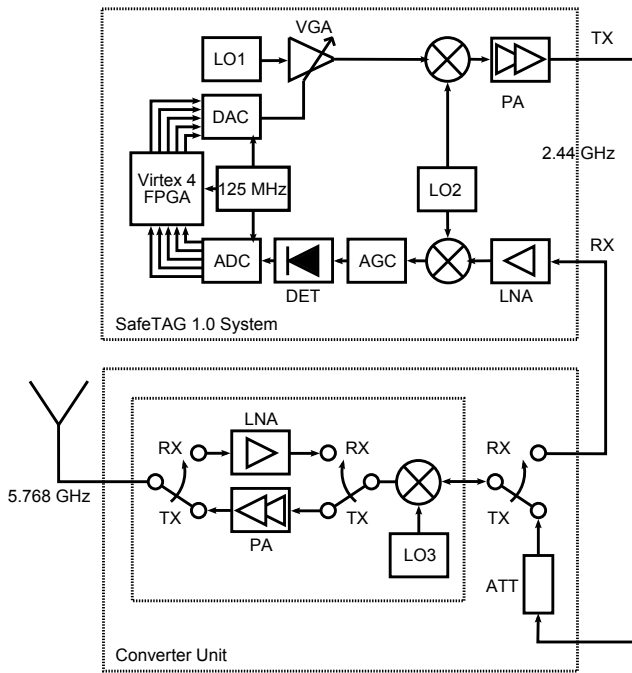 VGA
TX
LO1
PA
DAC
2.44 GHz
Virtex 4
FPGA
125 MHz
LO2
RX
ADC
AGC
DET
LNA
SafeTAG 1.0 System
LNA
RX
RX
RX
5.768 GHz
TX
TX
TX
PA
LO3
ATT
Converter Unit